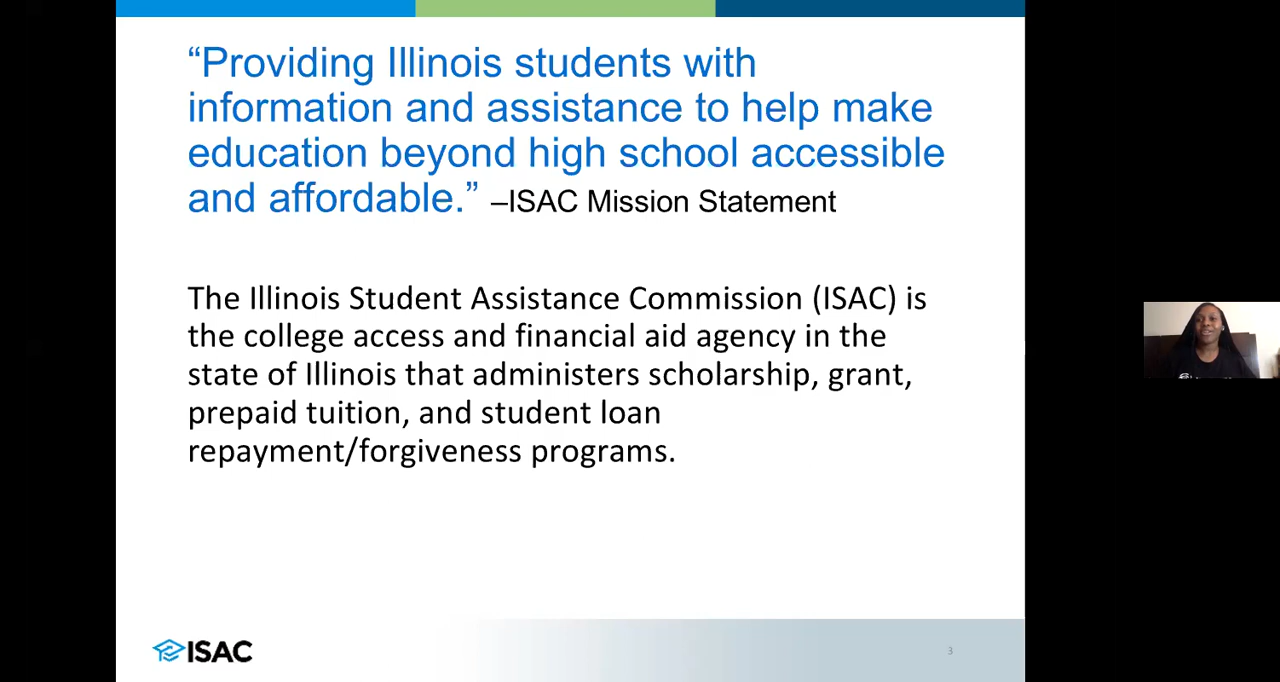 “Providing Illinois students with
information and assistance to help make
education beyond high school accessible
and affordable.” –ISAC Mission Statement
The Illinois Student Assistance Commission (ISAC) is
the college access and financial aid agency in the
state of Illinois that administers scholarship, grant,
prepaid tuition, and student loan
repayment/forgiveness programs.
ISAC
3